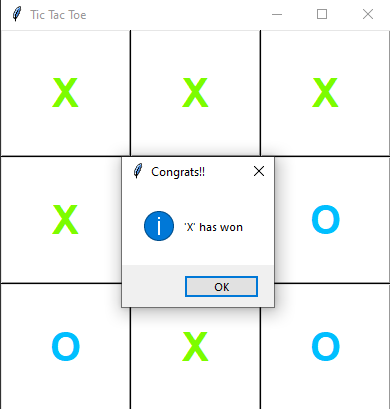 Tic Tac Toe
X X X
Congrats!!
X O
'X' has won
OK
O X O